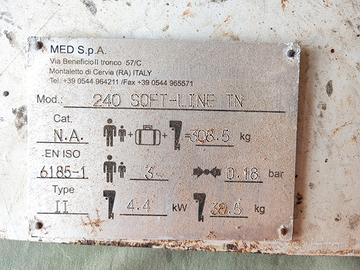 MED S.p.A.
Via Beneficio II tronco 57/C
Montaletto di Cervia (RA) ITALY
Tel. +39 0544 964211 /Fax +39 0544 965571
Mod.: 240 SOFT-LINE TN
Cat.
N.A. + + =308.5 kg
.EN ISO
6185-1 3 0.18 bar
Type
II 4.4 kW 38.5 kg